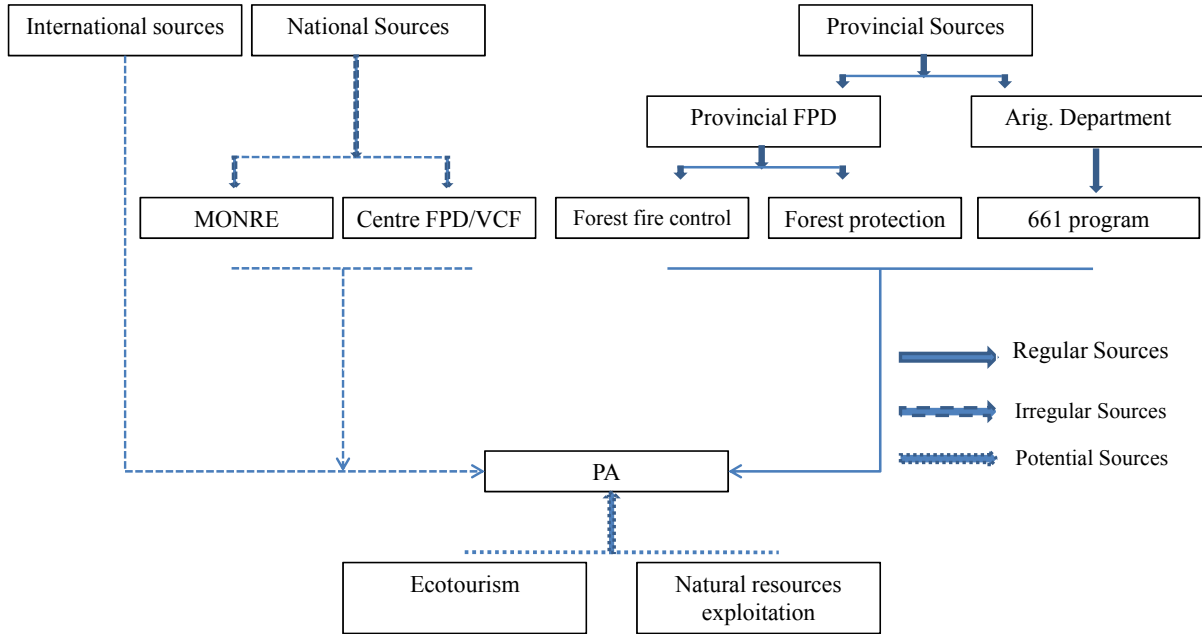 International sources
National Sources
Provincial Sources
Provincial FPD
Arig. Department
MONRE
Centre FPD/VCF
Forest fire control
Forest protection
661 program
Regular Sources
Irregular Sources
Potential Sources
PA
Ecotourism
Natural resources
exploitation